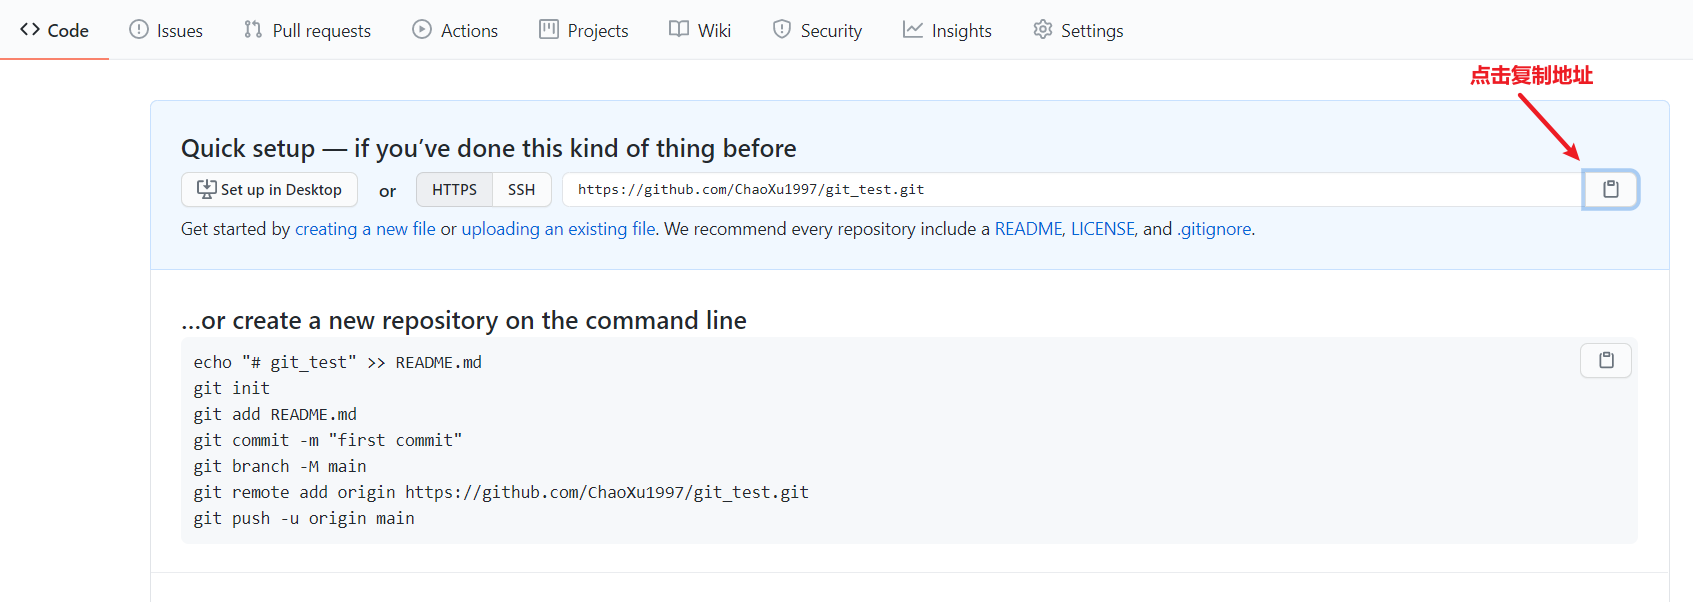 Code Issues Pull requests Actions Projects Wiki Security Insights Settings
点击复制地址
Quick setup — if you’ve done this kind of thing before
Set up in Desktop or HTTPS SSH https://github.com/ChaoXu1997/git_test.git
Get started by creating a new file or uploading an existing file. We recommend every repository include a README, LICENSE, and .gitignore.
…or create a new repository on the command line
echo "# git_test" >> README.md
git init
git add README.md
git commit -m "first commit"
git branch -M main
git remote add origin https://github.com/ChaoXu1997/git_test.git
git push -u origin main